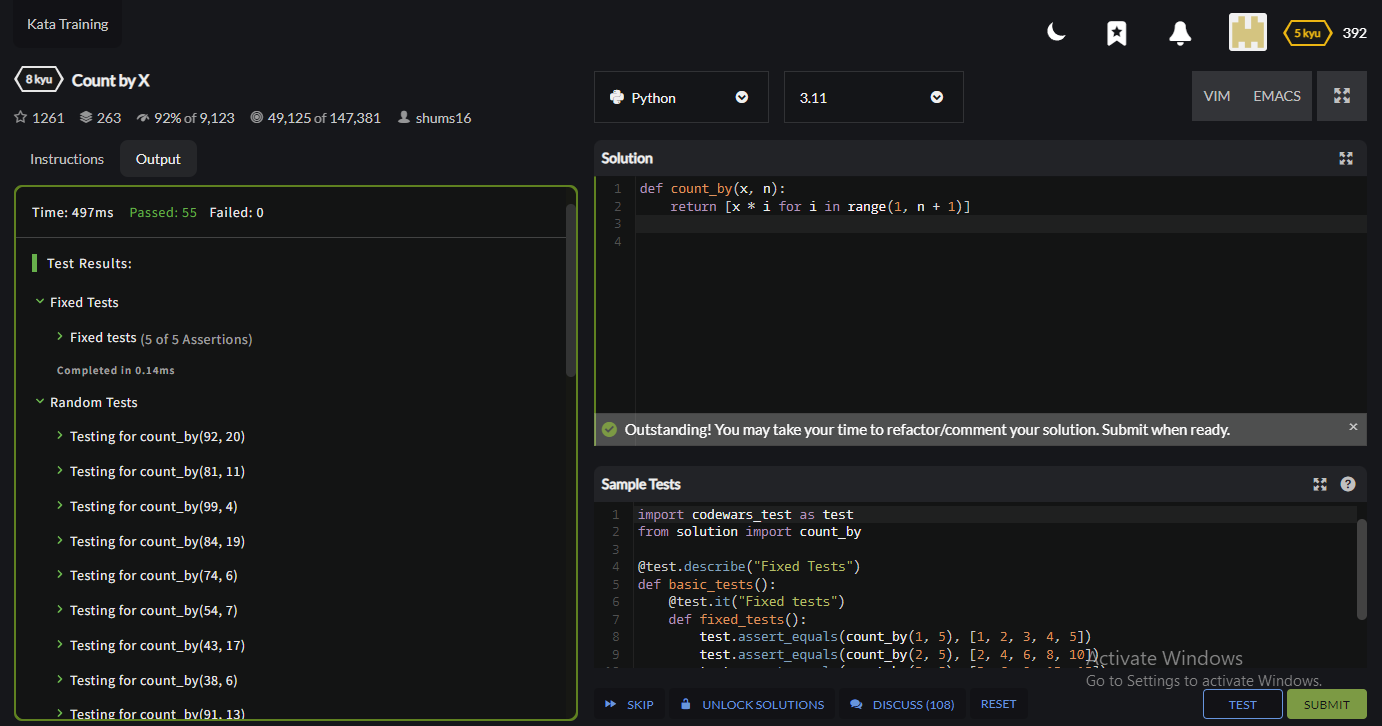 Kata Training
5 kyu 392
8 kyu Count by X
1261 263 92% of 9,123 49,125 of 147,381 shums16
Instructions Output
Time: 497ms Passed: 55 Failed: 0
Test Results:
Fixed Tests
Fixed tests (5 of 5 Assertions)
Completed in 0.14ms
Random Tests
Testing for count_by(92, 20)
Testing for count_by(81, 11)
Testing for count_by(99, 4)
Testing for count_by(84, 19)
Testing for count_by(74, 6)
Testing for count_by(54, 7)
Testing for count_by(43, 17)
Testing for count_by(38, 6)
Testing for count_by(91, 13)
Python 3.11 VIM EMACS
Solution
1 def count_by(x, n):
2 return [x * i for i in range(1, n + 1)]
3
4
Outstanding! You may take your time to refactor/comment your solution. Submit when ready.
Sample Tests
1 import codewars_test as test
2 from solution import count_by
3
4 @test.describe("Fixed Tests")
5 def basic_tests():
6 @test.it("Fixed tests")
7 def fixed_tests():
8 test.assert_equals(count_by(1, 5), [1, 2, 3, 4, 5])
9 test.assert_equals(count_by(2, 5), [2, 4, 6, 8, 10])
Activate Windows
Go to Settings to activate Windows.
SKIP UNLOCK SOLUTIONS DISCUSS (108) RESET TEST SUBMIT